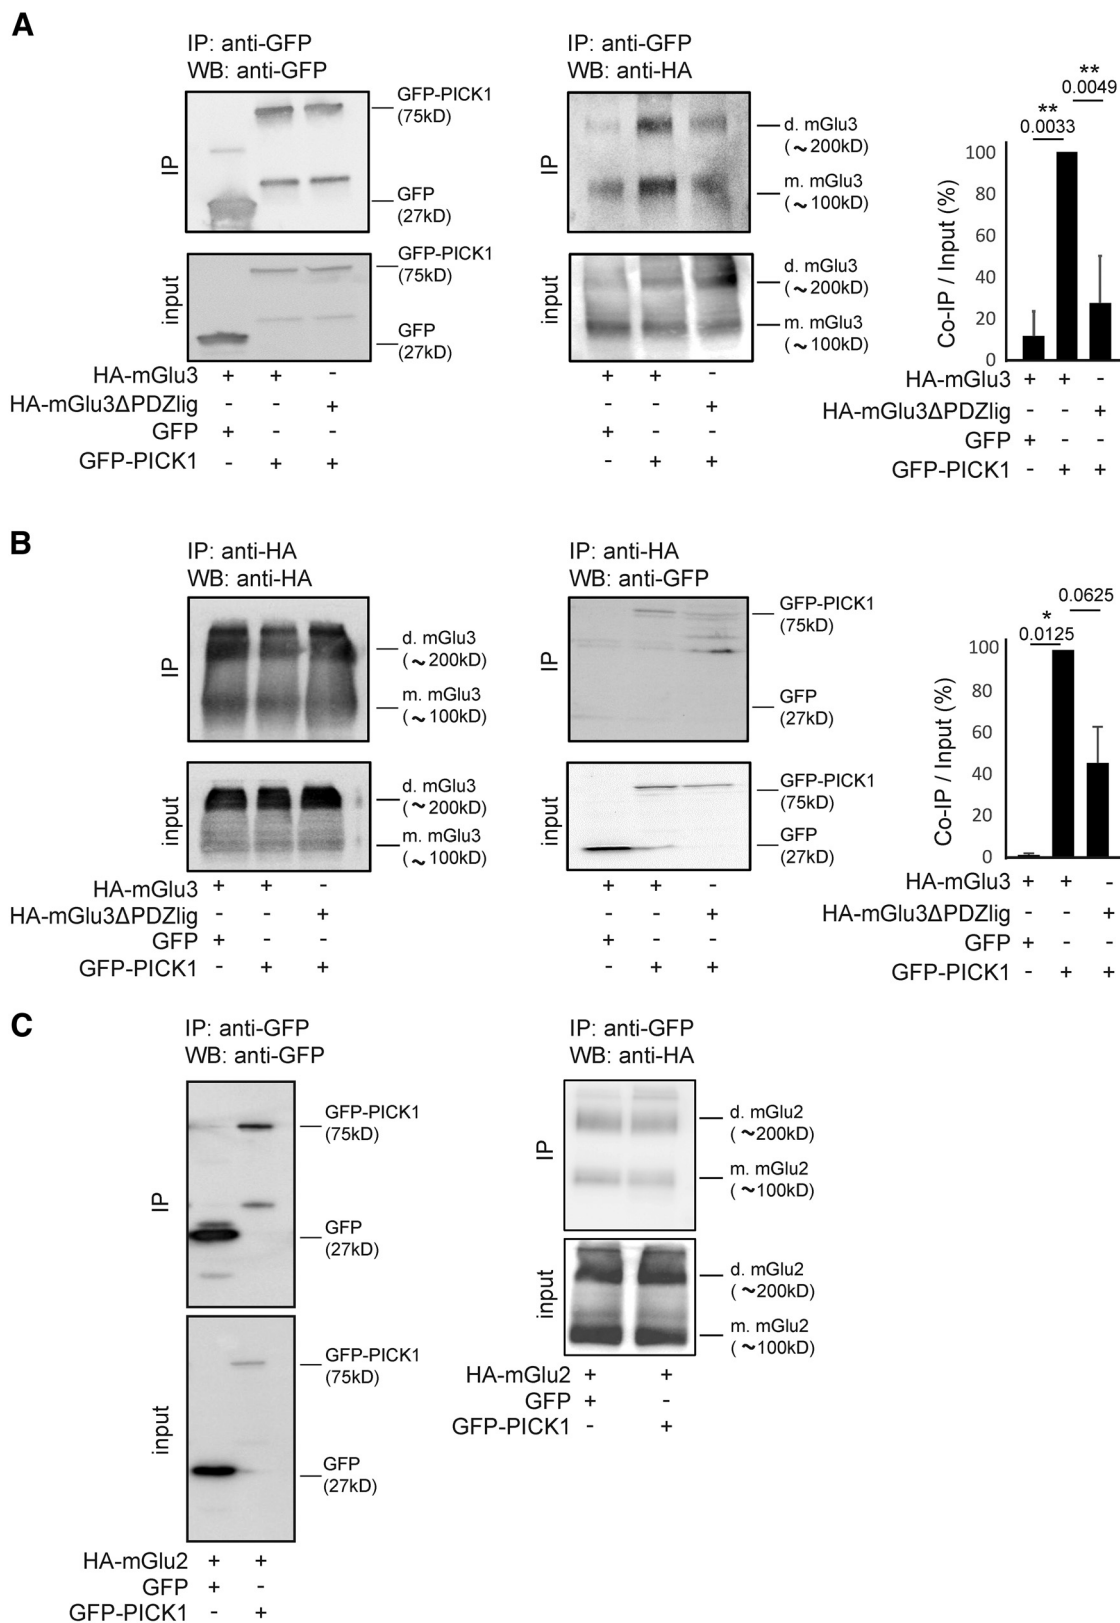 A
IP: anti-GFP
WB: anti-GFP
IP
GFP-PICK1
(75kD)
GFP
(27kD)
input
GFP-PICK1
(75kD)
GFP
(27kD)
HA-mGlu3 + + -
HA-mGlu3ΔPDZlig - - +
GFP + - -
GFP-PICK1 - + +
IP: anti-GFP
WB: anti-HA
IP
d. mGlu3
(~200kD)
m. mGlu3
(~100kD)
input
d. mGlu3
(~200kD)
m. mGlu3
(~100kD)
+ + -
- - +
+ - -
- + +
**
0.0049
**
0.0033
Co-IP / Input (%)
100
80
60
40
20
0
HA-mGlu3 + + -
HA-mGlu3ΔPDZlig - - +
GFP + - -
GFP-PICK1 - + +
B
IP: anti-HA
WB: anti-HA
IP
d. mGlu3
(~200kD)
m. mGlu3
(~100kD)
input
d. mGlu3
(~200kD)
m. mGlu3
(~100kD)
HA-mGlu3 + + -
HA-mGlu3ΔPDZlig - - +
GFP + - -
GFP-PICK1 - + +
IP: anti-HA
WB: anti-GFP
IP
GFP-PICK1
(75kD)
GFP
(27kD)
input
GFP-PICK1
(75kD)
GFP
(27kD)
+ + -
- - +
+ - -
- + +
0.0625
*
0.0125
Co-IP / Input (%)
100
80
60
40
20
0
HA-mGlu3 + + -
HA-mGlu3ΔPDZlig - - +
GFP + - -
GFP-PICK1 - + +
C
IP: anti-GFP
WB: anti-GFP
IP
GFP-PICK1
(75kD)
GFP
(27kD)
input
GFP-PICK1
(75kD)
GFP
(27kD)
HA-mGlu2 + +
GFP + -
GFP-PICK1 - +
IP: anti-GFP
WB: anti-HA
IP
d. mGlu2
(~200kD)
m. mGlu2
(~100kD)
input
d. mGlu2
(~200kD)
m. mGlu2
(~100kD)
HA-mGlu2 + +
GFP + -
GFP-PICK1 - +